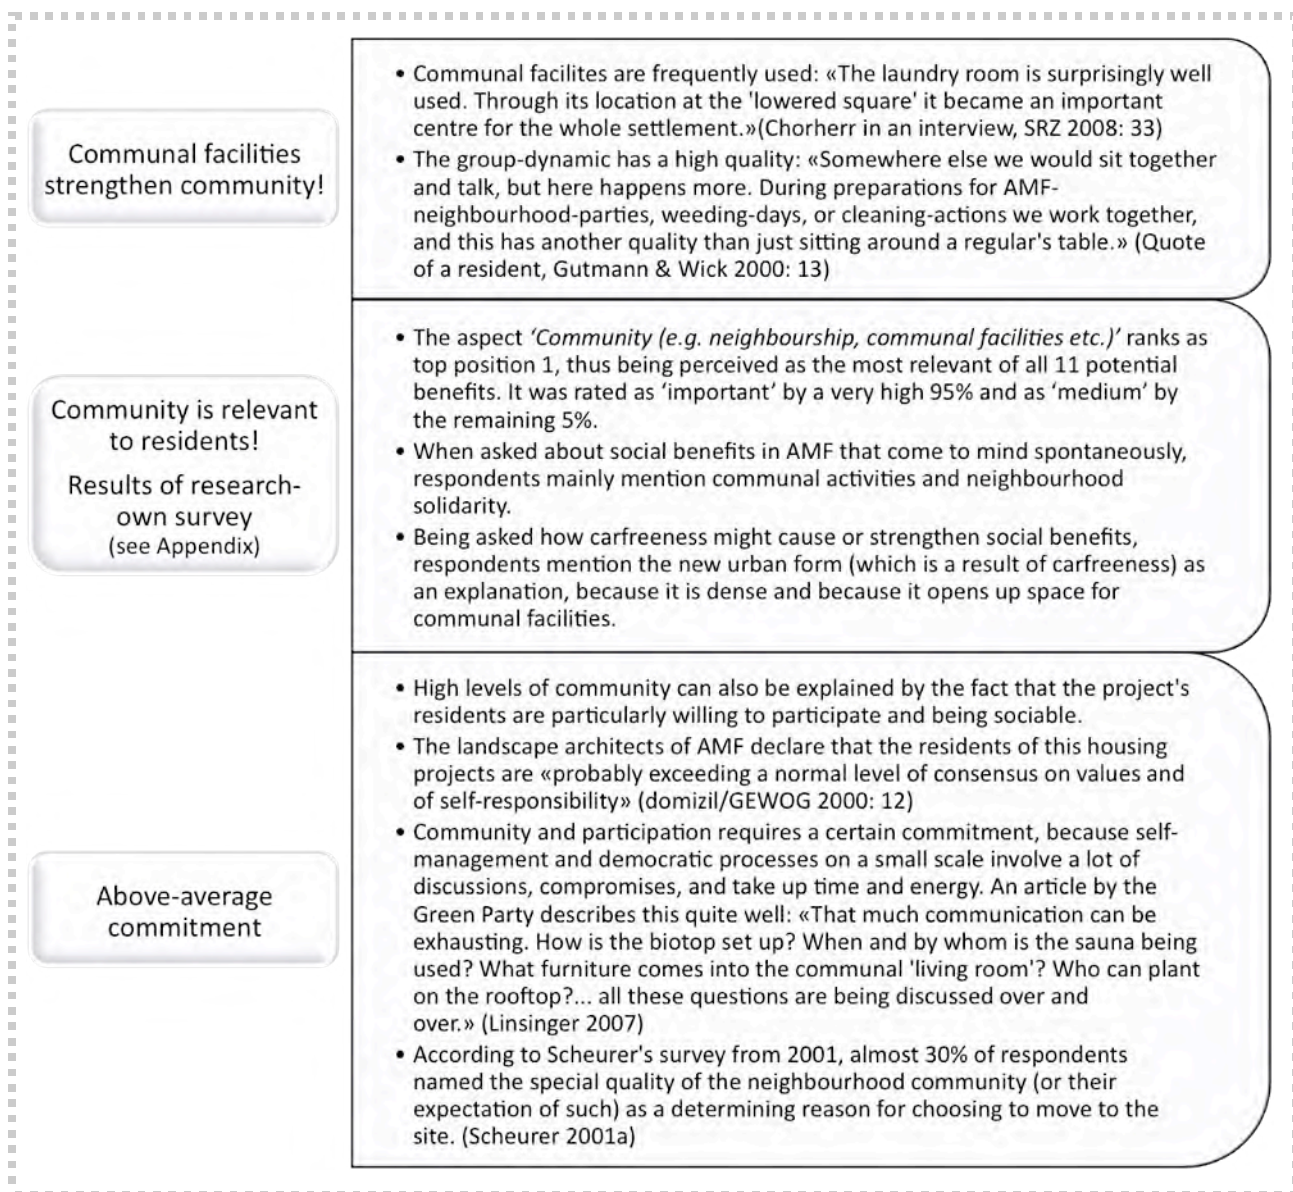 Communal facilities
strengthen community!
• Communal facilites are frequently used: «The laundry room is surprisingly well
used. Through its location at the 'lowered square' it became an important
centre for the whole settlement.»(Chorherr in an interview, SRZ 2008: 33)
• The group-dynamic has a high quality: «Somewhere else we would sit together
and talk, but here happens more. During preparations for AMF-
neighbourhood-parties, weeding-days, or cleaning-actions we work together,
and this has another quality than just sitting around a regular's table.» (Quote
of a resident, Gutmann & Wick 2000: 13)
Community is relevant
to residents!
Results of research-
own survey
(see Appendix)
• The aspect ‘Community (e.g. neighbourship, communal facilities etc.)’ ranks as
top position 1, thus being perceived as the most relevant of all 11 potential
benefits. It was rated as ‘important’ by a very high 95% and as ‘medium’ by
the remaining 5%.
• When asked about social benefits in AMF that come to mind spontaneously,
respondents mainly mention communal activities and neighbourhood
solidarity.
• Being asked how carfreeness might cause or strengthen social benefits,
respondents mention the new urban form (which is a result of carfreeness) as
an explanation, because it is dense and because it opens up space for
communal facilities.
Above-average
commitment
• High levels of community can also be explained by the fact that the project's
residents are particularly willing to participate and being sociable.
• The landscape architects of AMF declare that the residents of this housing
projects are «probably exceeding a normal level of consensus on values and
of self-responsibility» (domizil/GEWOG 2000: 12)
• Community and participation requires a certain commitment, because self-
management and democratic processes on a small scale involve a lot of
discussions, compromises, and take up time and energy. An article by the
Green Party describes this quite well: «That much communication can be
exhausting. How is the biotop set up? When and by whom is the sauna being
used? What furniture comes into the communal 'living room'? Who can plant
on the rooftop?... all these questions are being discussed over and
over.» (Linsinger 2007)
• According to Scheurer's survey from 2001, almost 30% of respondents
named the special quality of the neighbourhood community (or their
expectation of such) as a determining reason for choosing to move to the
site. (Scheurer 2001a)